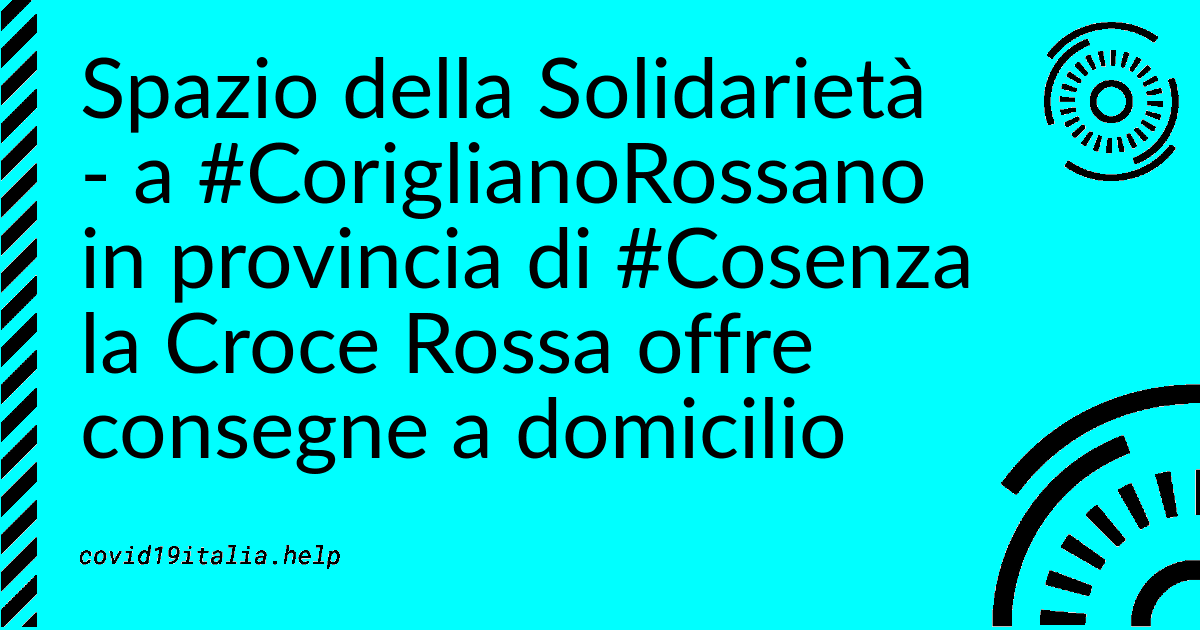 Spazio della Solidarietà
- a #CoriglianoRossano
in provincia di #Cosenza
la Croce Rossa offre
consegne a domicilio
covid19italia.help